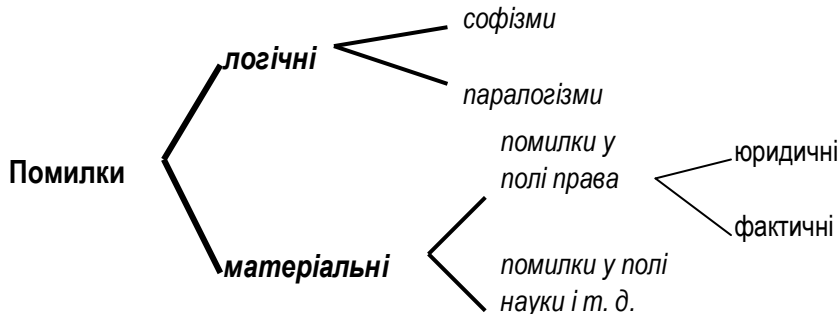 софізми
логічні
паралогізми
помилки у
полі права
юридичні
Помилки
фактичні
матеріальні
помилки у полі
науки і т. д.